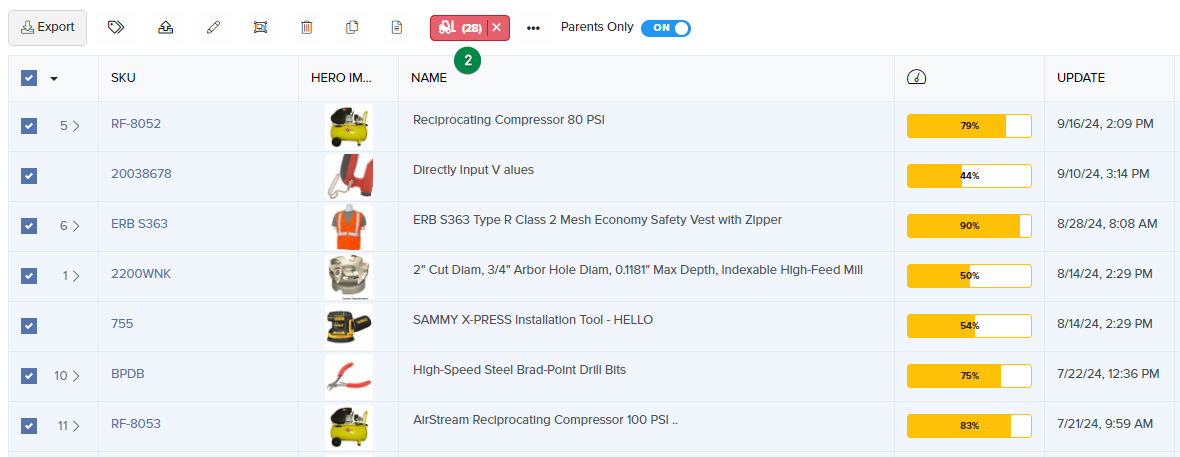 Export (28) × ••• Parents Only ON
2
SKU HERO IM... NAME UPDATE
5 RF-8052 Reciprocating Compressor 80 PSI 79% 9/16/24, 2:09 PM
20038678 Directly Input V alues 44% 9/10/24, 3:14 PM
6 ERB S363 ERB S363 Type R Class 2 Mesh Economy Safety Vest with Zipper 90% 8/28/24, 8:08 AM
1 2200WNK 2" Cut Diam, 3/4" Arbor Hole Diam, 0.1181" Max Depth, Indexable High-Feed Mill 50% 8/14/24, 2:29 PM
755 SAMMY X-PRESS Installation Tool - HELLO 54% 8/14/24, 2:29 PM
10 BPDB High-Speed Steel Brad-Point Drill Bits 75% 7/22/24, 12:36 PM
11 RF-8053 AirStream Reciprocating Compressor 100 PSI .. 83% 7/21/24, 9:59 AM